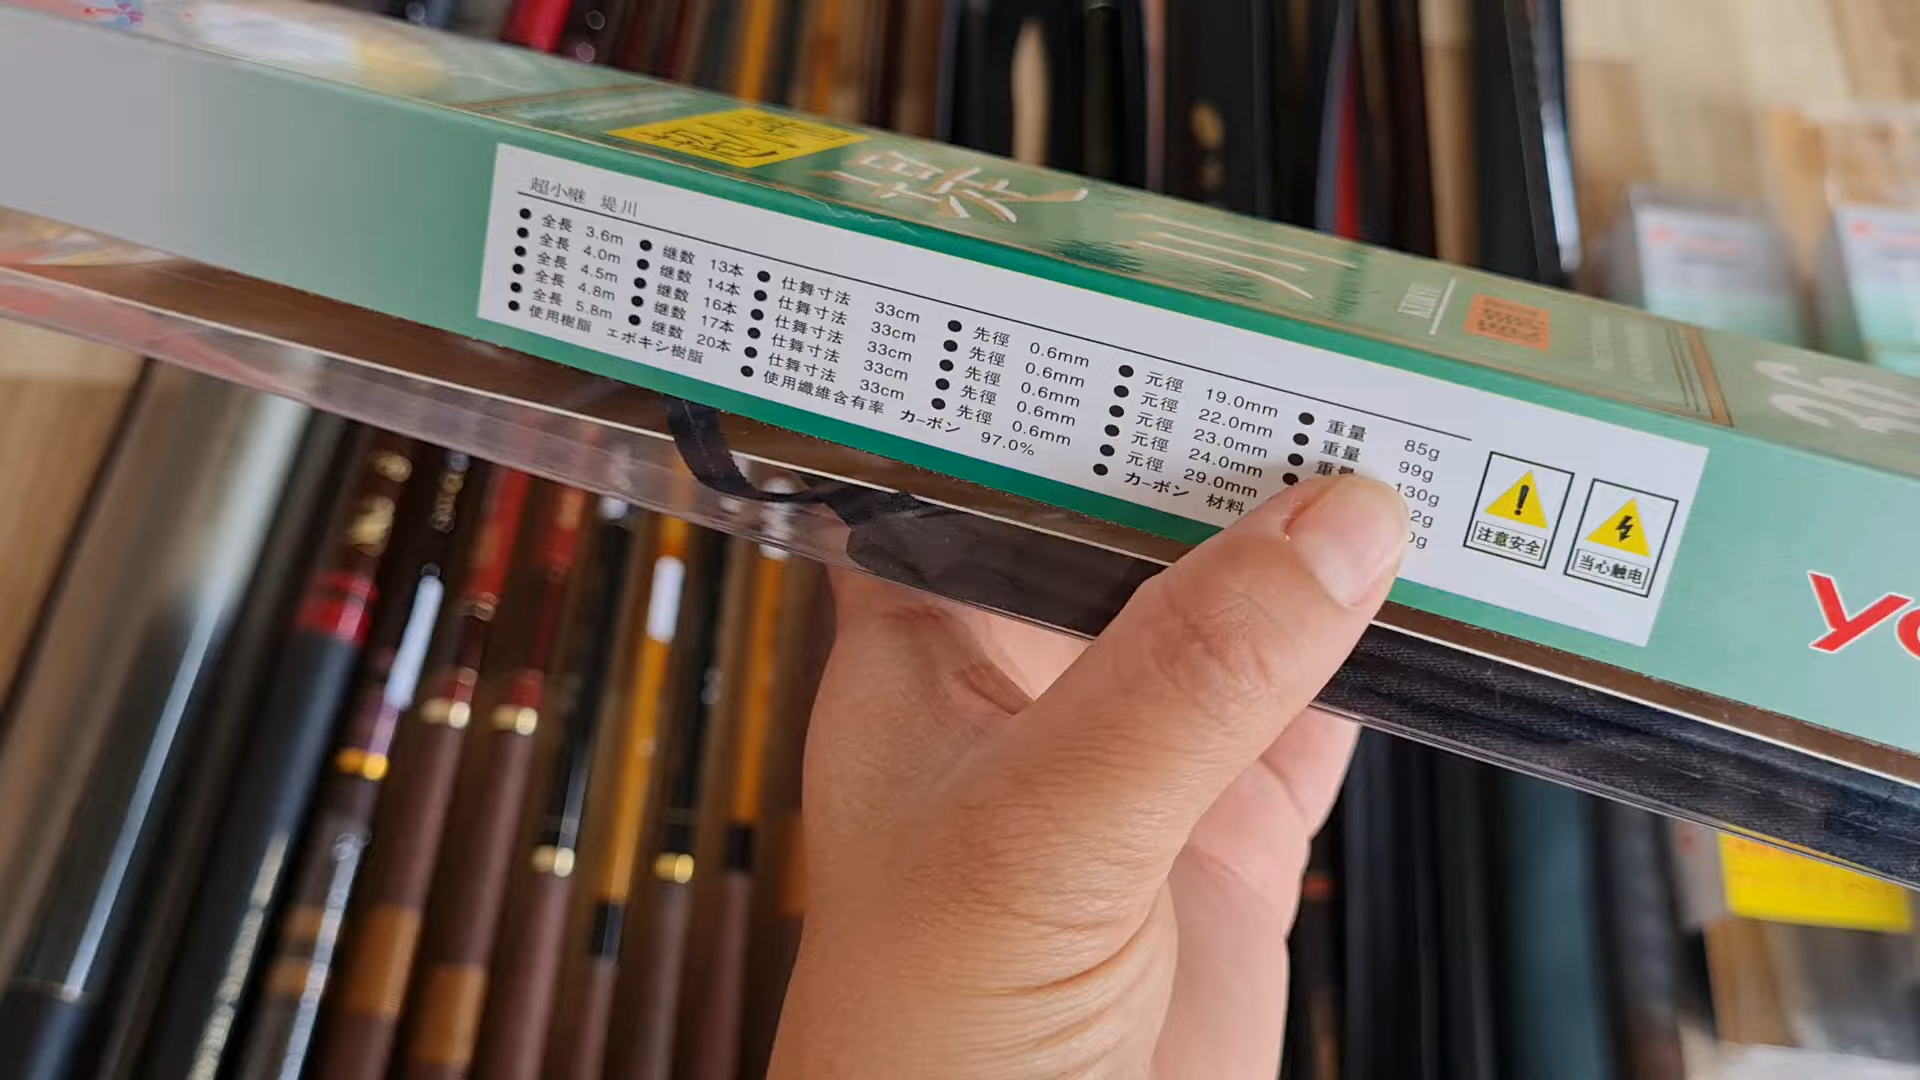 超小継 堤川
● 全長 3.6m ● 継数 13本 ● 仕舞寸法 33cm ● 先徑 0.6mm ● 元徑 19.0mm ● 重量 85g
● 全長 4.0m ● 継数 14本 ● 仕舞寸法 33cm ● 先徑 0.6mm ● 元徑 22.0mm ● 重量 99g
● 全長 4.5m ● 継数 16本 ● 仕舞寸法 33cm ● 先徑 0.6mm ● 元徑 23.0mm ● 重量 130g
● 全長 4.8m ● 継数 17本 ● 仕舞寸法 33cm ● 先徑 0.6mm ● 元徑 24.0mm ● 2g
● 全長 5.8m ● 継数 20本 ● 仕舞寸法 33cm ● 先徑 0.6mm ● 元徑 29.0mm 0g
● 使用樹脂 エポキシ樹脂 ● 使用纖維含有率 カーボン 97.0% ● カーボン 材料
注意安全
当心触电